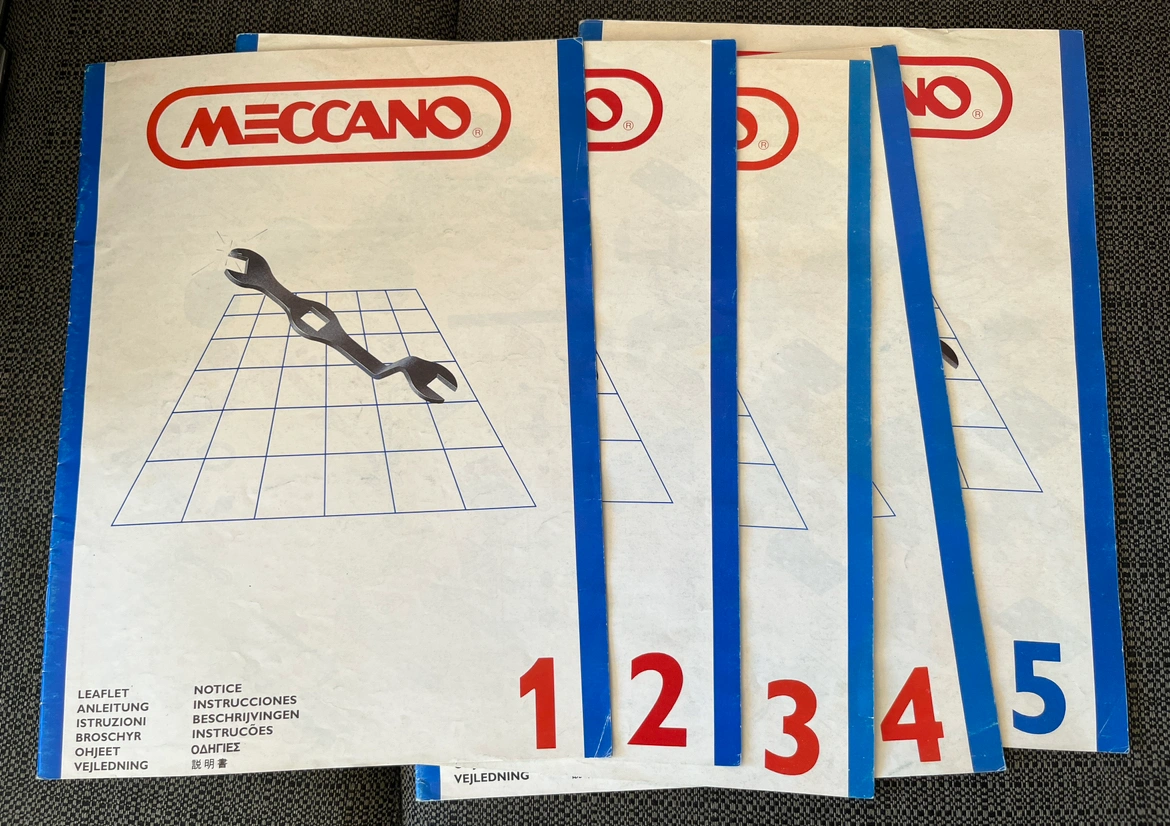 MECCANO®
O®
O®
NO®
LEAFLET
ANLEITUNG
ISTRUZIONI
BROSCHYR
OHJEET
VEJLEDNING
NOTICE
INSTRUCCIONES
BESCHRIJVINGEN
INSTRUCÕES
ΟΔΗΓΙΕΣ
説明書
1
2
3
4
5
VEJLEDNING